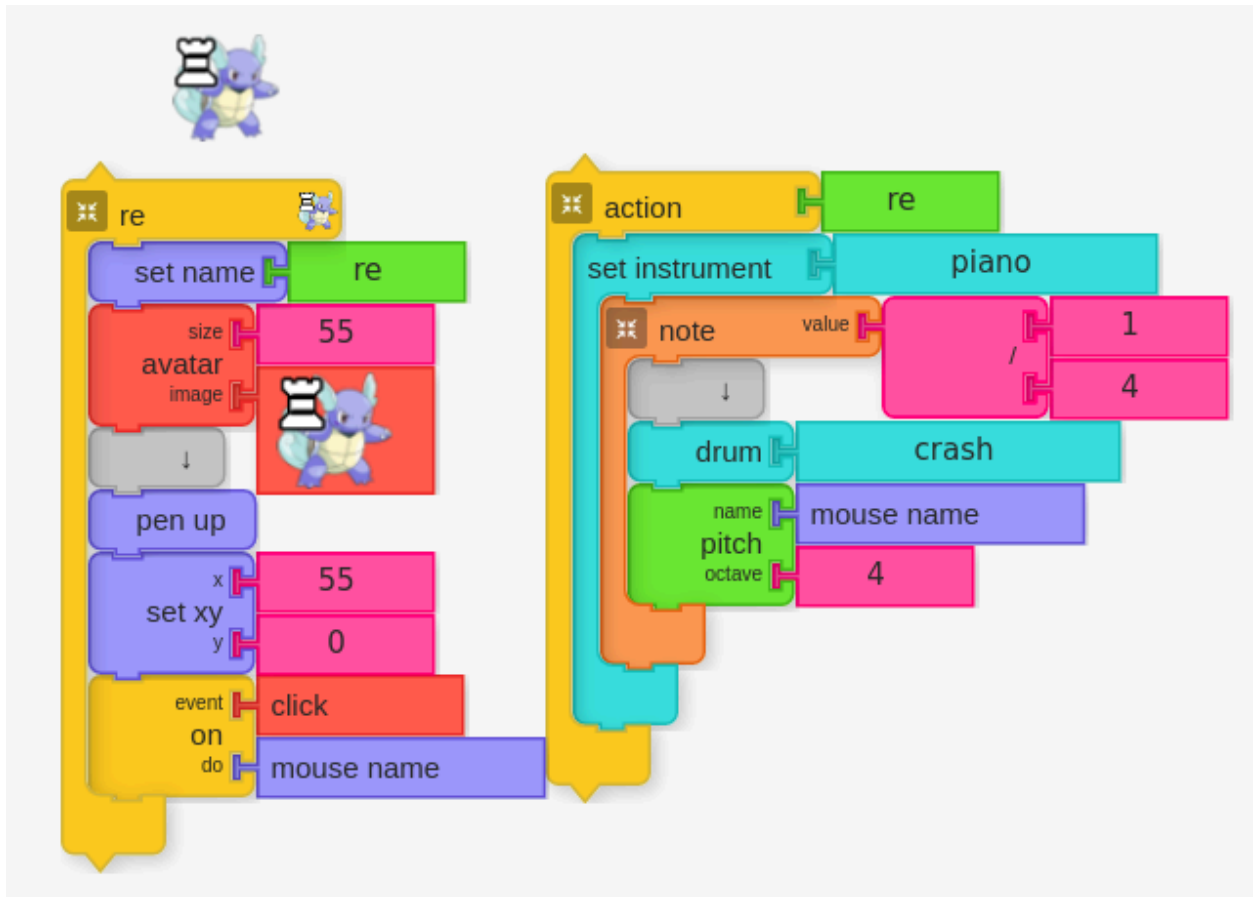 re
set name re
size 55
avatar
image
↓
pen up
x 55
set xy
y 0
event click
on
do mouse name
action re
set instrument piano
note value 1
/
4
↓
drum crash
name mouse name
pitch
octave 4